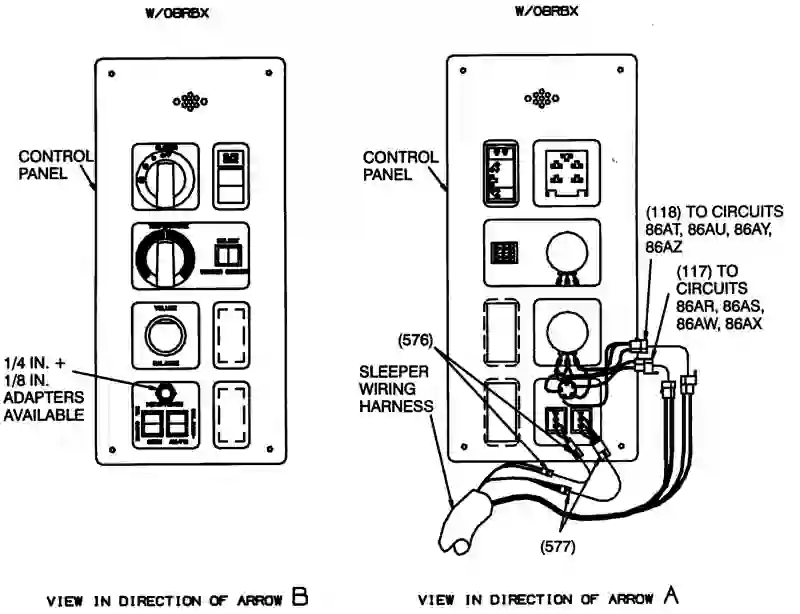 W/08RBX
CONTROL
PANEL
VOLUME
BALANCE
1/4 IN. +
1/8 IN.
ADAPTERS
AVAILABLE
VIEW IN DIRECTION OF ARROW B
W/08RBX
CONTROL
PANEL
(118) TO CIRCUITS
86AT, 86AU, 86AY,
86AZ
(117) TO
CIRCUITS
86AR, 86AS,
86AW, 86AX
(576)
SLEEPER
WIRING
HARNESS
(577)
VIEW IN DIRECTION OF ARROW A